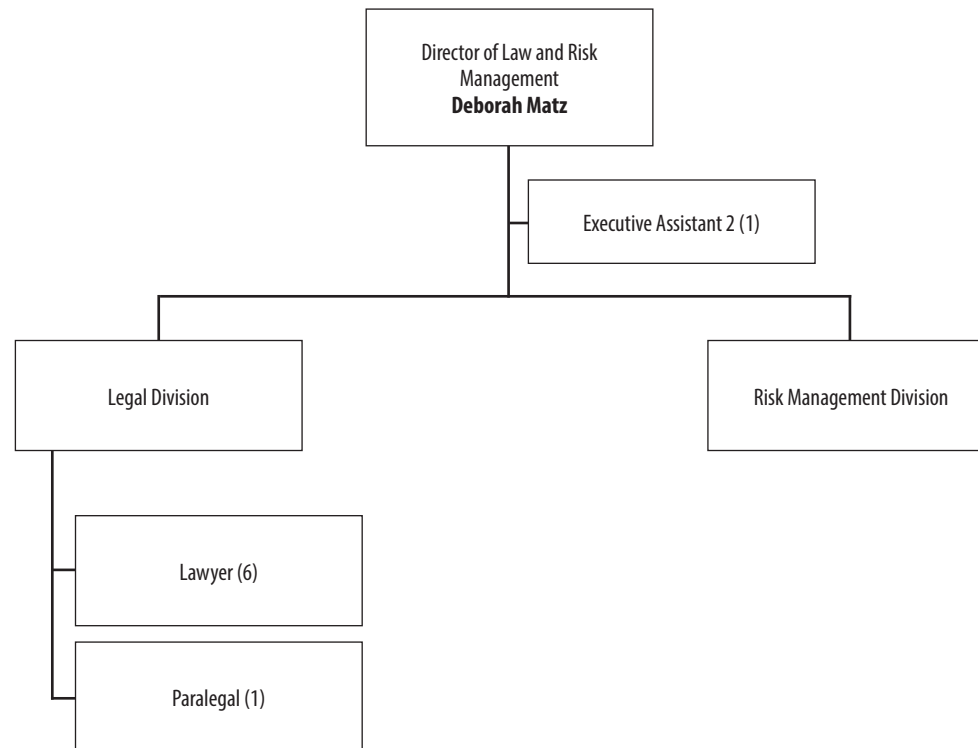 Director of Law and Risk
Management
Deborah Matz
Executive Assistant 2 (1)
Legal Division
Risk Management Division
Lawyer (6)
Paralegal (1)